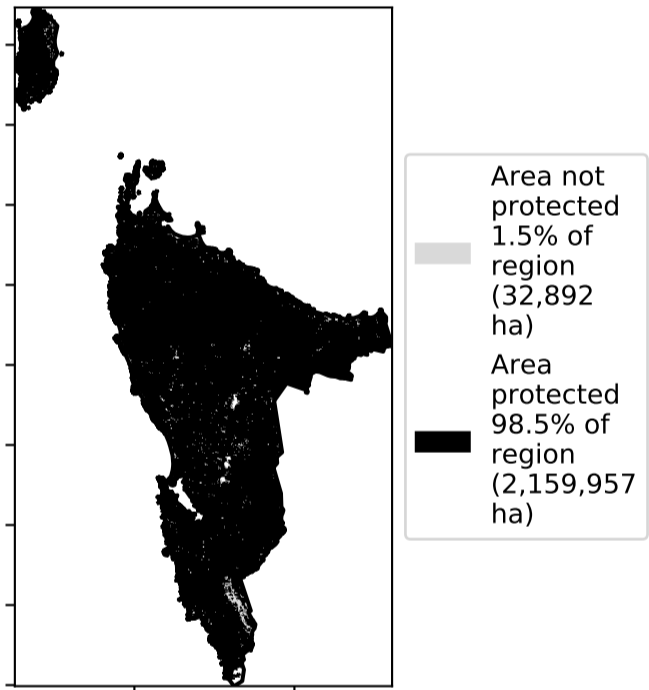 Area not
protected
1.5% of
region
(32,892
ha)
Area
protected
98.5% of
region
(2,159,957
ha)